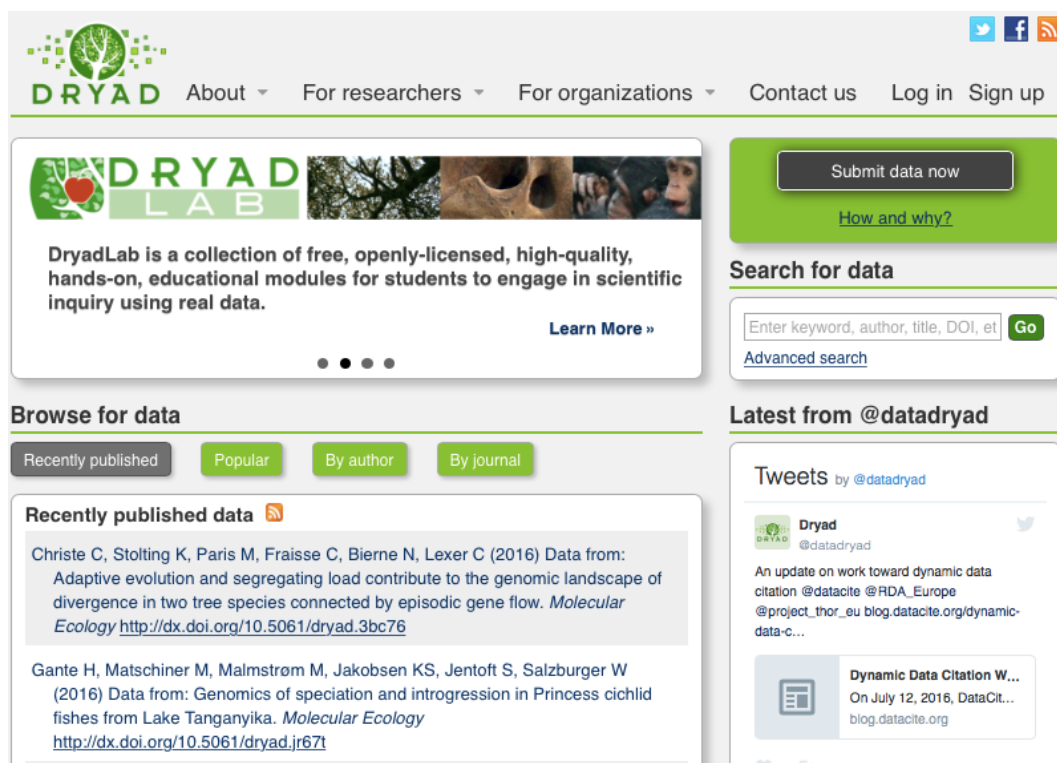 DRYAD
About
For researchers
For organizations
Contact us
Log in
Sign up
DRYAD
LAB
DryadLab is a collection of free, openly-licensed, high-quality,
hands-on, educational modules for students to engage in scientific
inquiry using real data.
Learn More »
Submit data now
How and why?
Search for data
Enter keyword, author, title, DOI, et
Go
Advanced search
Browse for data
Recently published
Popular
By author
By journal
Recently published data
Christe C, Stolting K, Paris M, Fraisse C, Bierne N, Lexer C (2016) Data from:
Adaptive evolution and segregating load contribute to the genomic landscape of
divergence in two tree species connected by episodic gene flow. Molecular
Ecology http://dx.doi.org/10.5061/dryad.3bc76
Gante H, Matschiner M, Malmstrøm M, Jakobsen KS, Jentoft S, Salzburger W
(2016) Data from: Genomics of speciation and introgression in Princess cichlid
fishes from Lake Tanganyika. Molecular Ecology
http://dx.doi.org/10.5061/dryad.jr67t
Latest from @datadryad
Tweets by @datadryad
DRYAD
Dryad
@datadryad
An update on work toward dynamic data
citation @datacite @RDA_Europe
@project_thor_eu blog.datacite.org/dynamic-
data-c...
Dynamic Data Citation W...
On July 12, 2016, DataCit...
blog.datacite.org